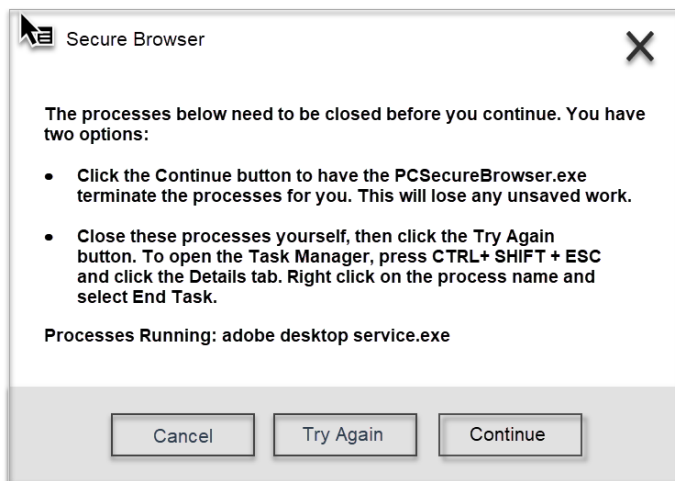 Secure Browser
The processes below need to be closed before you continue. You have
two options:
• Click the Continue button to have the PCSecureBrowser.exe
terminate the processes for you. This will lose any unsaved work.
• Close these processes yourself, then click the Try Again
button. To open the Task Manager, press CTRL+ SHIFT + ESC
and click the Details tab. Right click on the process name and
select End Task.
Processes Running: adobe desktop service.exe
Cancel
Try Again
Continue